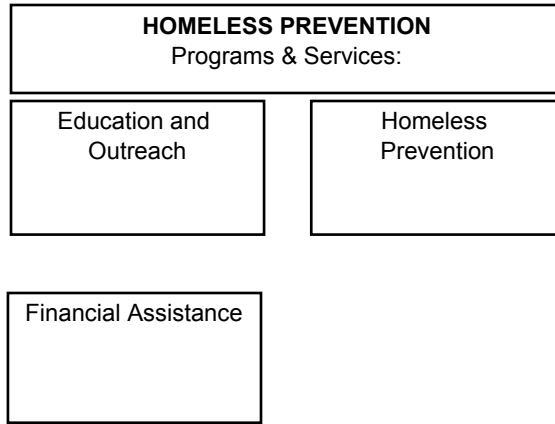 HOMELESS PREVENTION
Programs & Services:
Education and
Outreach
Homeless
Prevention
Financial Assistance